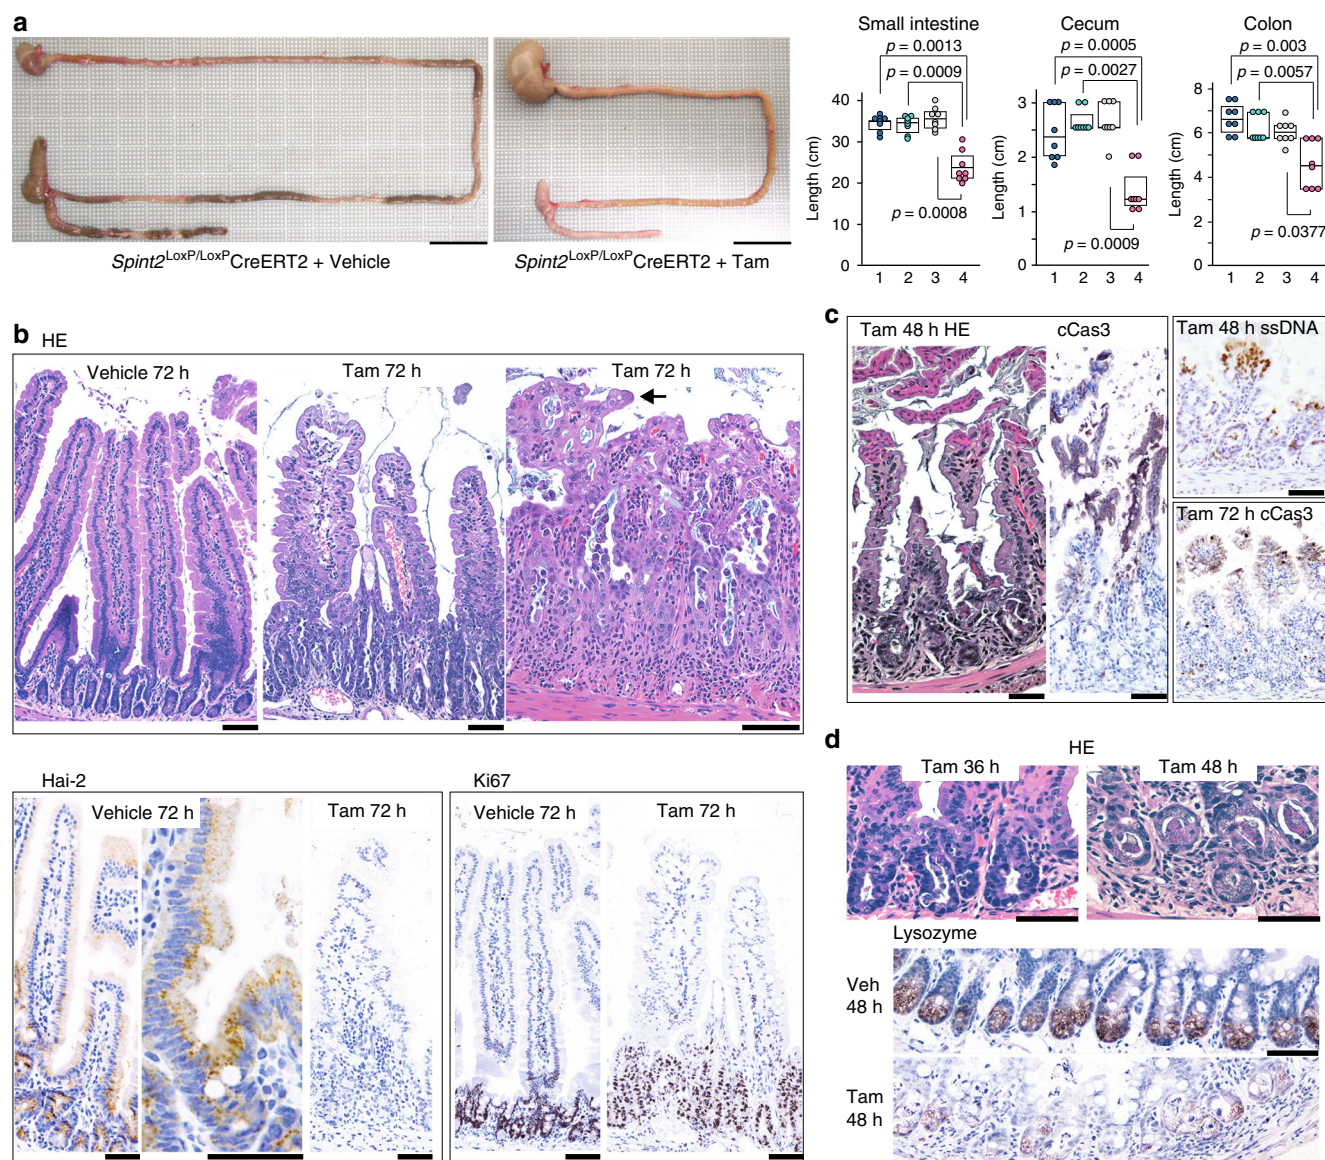 a
Spint2LoxP/LoxPCreERT2 + Vehicle
Spint2LoxP/LoxPCreERT2 + Tam
Small intestine
p = 0.0013
p = 0.0009
40
30
20
10
0
Length (cm)
p = 0.0008
1 2 3 4
Cecum
p = 0.0005
p = 0.0027
3
2
1
0
Length (cm)
p = 0.0009
1 2 3 4
Colon
p = 0.003
p = 0.0057
8
6
4
2
0
Length (cm)
p = 0.0377
1 2 3 4
b
HE
Vehicle 72 h
Tam 72 h
Tam 72 h
Hai-2
Vehicle 72 h
Tam 72 h
Ki67
Vehicle 72 h
Tam 72 h
c
Tam 48 h HE
cCas3
Tam 48 h ssDNA
Tam 72 h cCas3
d
HE
Tam 36 h
Tam 48 h
Lysozyme
Veh
48 h
Tam
48 h